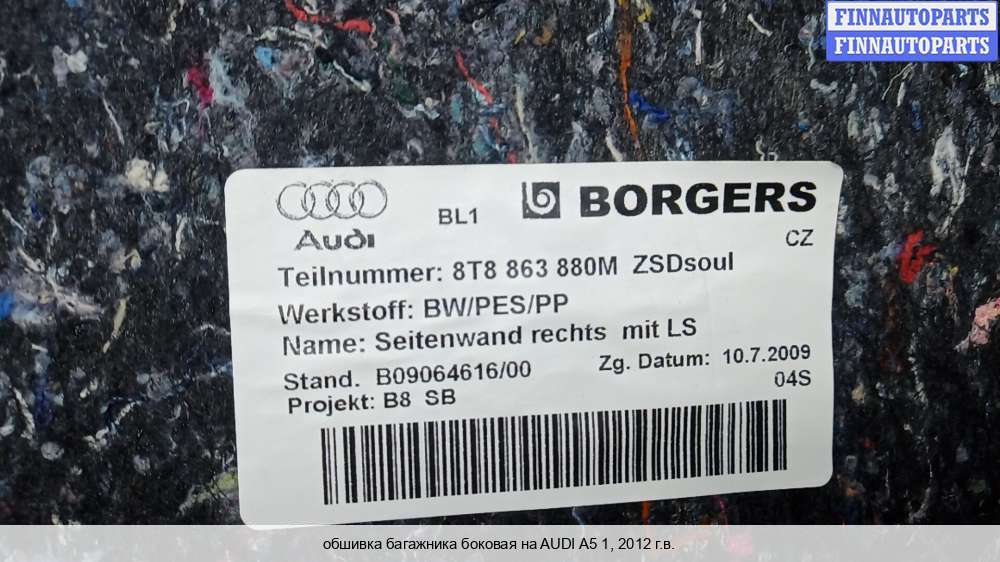 FINNAUTOPARTS
FINNAUTOPARTS
Audi
BL1
BORGERS
CZ
Teilnummer: 8T8 863 880M ZSDsoul
Werkstoff: BW/PES/PP
Name: Seitenwand rechts mit LS
Stand. B09064616/00
Zg. Datum: 10.7.2009
Projekt: B8 SB
04S
обшивка багажника боковая на AUDI A5 1, 2012 г.в.